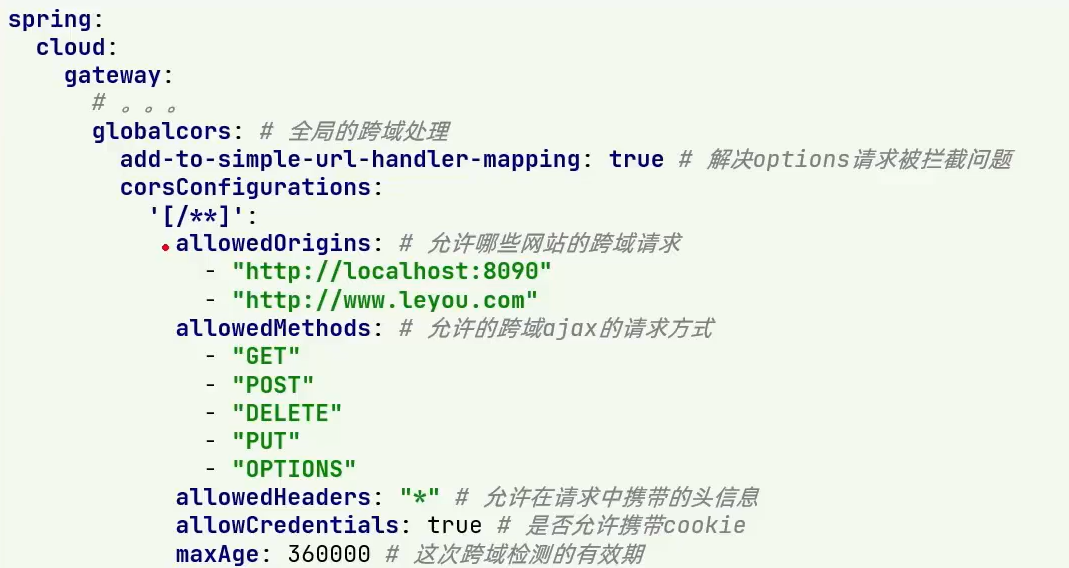 spring:
  cloud:
    gateway:
      # 。。。
      globalcors: # 全局的跨域处理
        add-to-simple-url-handler-mapping: true # 解决options请求被拦截问题
        corsConfigurations:
          '[/**]':
            allowedOrigins: # 允许哪些网站的跨域请求
              - "http://localhost:8090"
              - "http://www.leyou.com"
            allowedMethods: # 允许的跨域ajax的请求方式
              - "GET"
              - "POST"
              - "DELETE"
              - "PUT"
              - "OPTIONS"
            allowedHeaders: "*" # 允许在请求中携带的头信息
            allowCredentials: true # 是否允许携带cookie
            maxAge: 360000 # 这次跨域检测的有效期